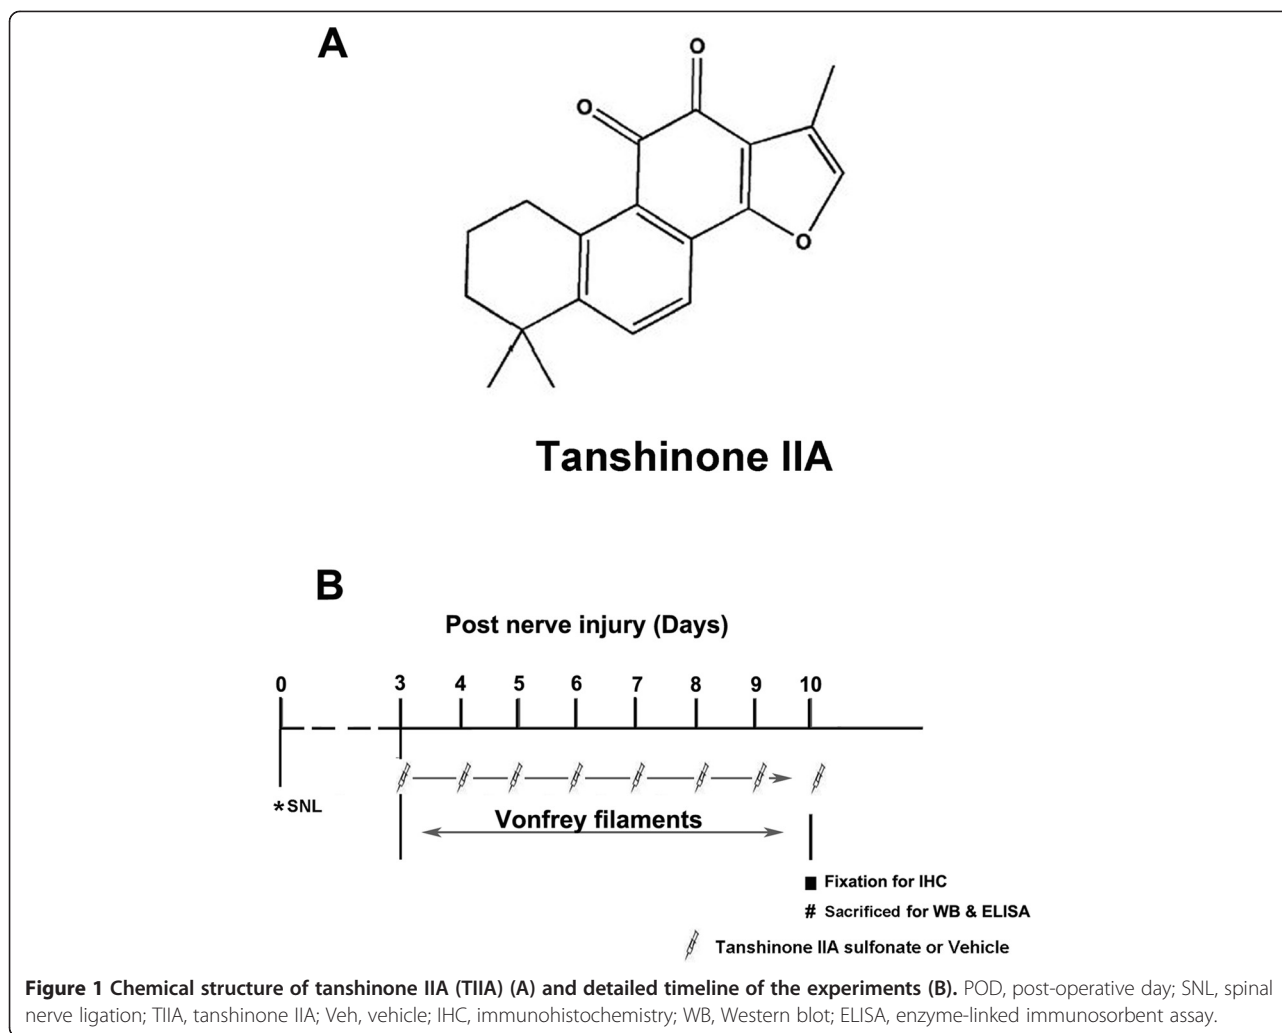 A
O
O
O
Tanshinone IIA
B
Post nerve injury (Days)
0 3 4 5 6 7 8 9 10
*SNL
Vonfrey filaments
■ Fixation for IHC
# Sacrificed for WB & ELISA
Tanshinone IIA sulfonate or Vehicle
Figure 1 Chemical structure of tanshinone IIA (TIIA) (A) and detailed timeline of the experiments (B). POD, post-operative day; SNL, spinal
nerve ligation; TIIA, tanshinone IIA; Veh, vehicle; IHC, immunohistochemistry; WB, Western blot; ELISA, enzyme-linked immunosorbent assay.